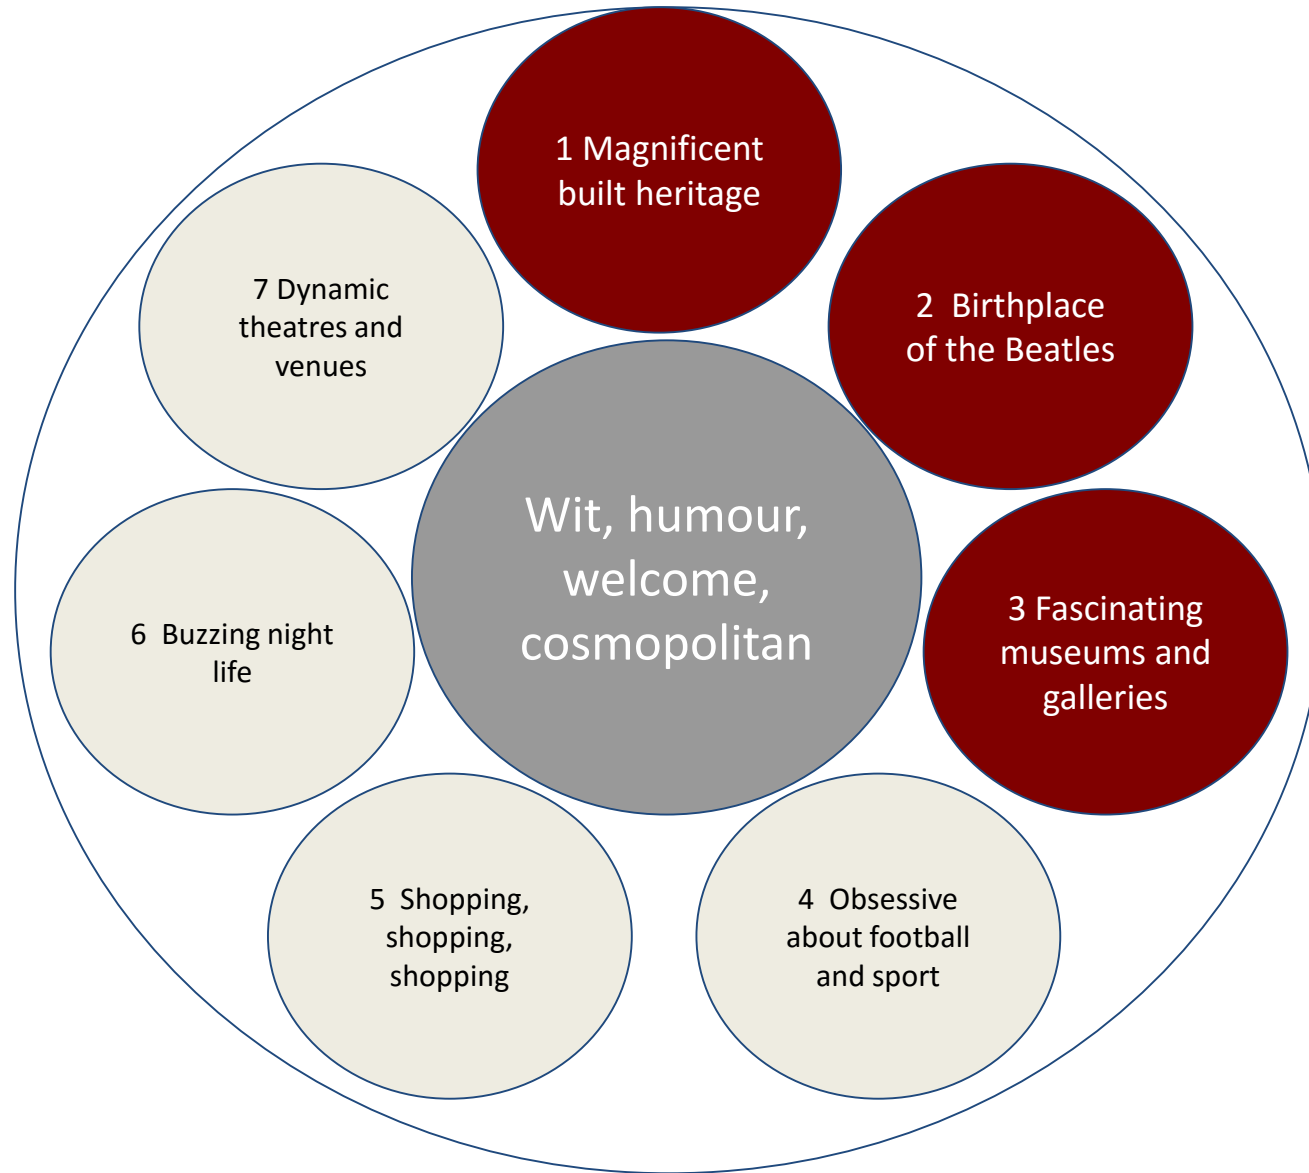 1 Magnificent
built heritage
2  Birthplace
of the Beatles
3 Fascinating
museums and
galleries
4  Obsessive
about football
and sport
5  Shopping,
shopping,
shopping
6  Buzzing night
life
7 Dynamic
theatres and
venues
Wit, humour,
welcome,
cosmopolitan